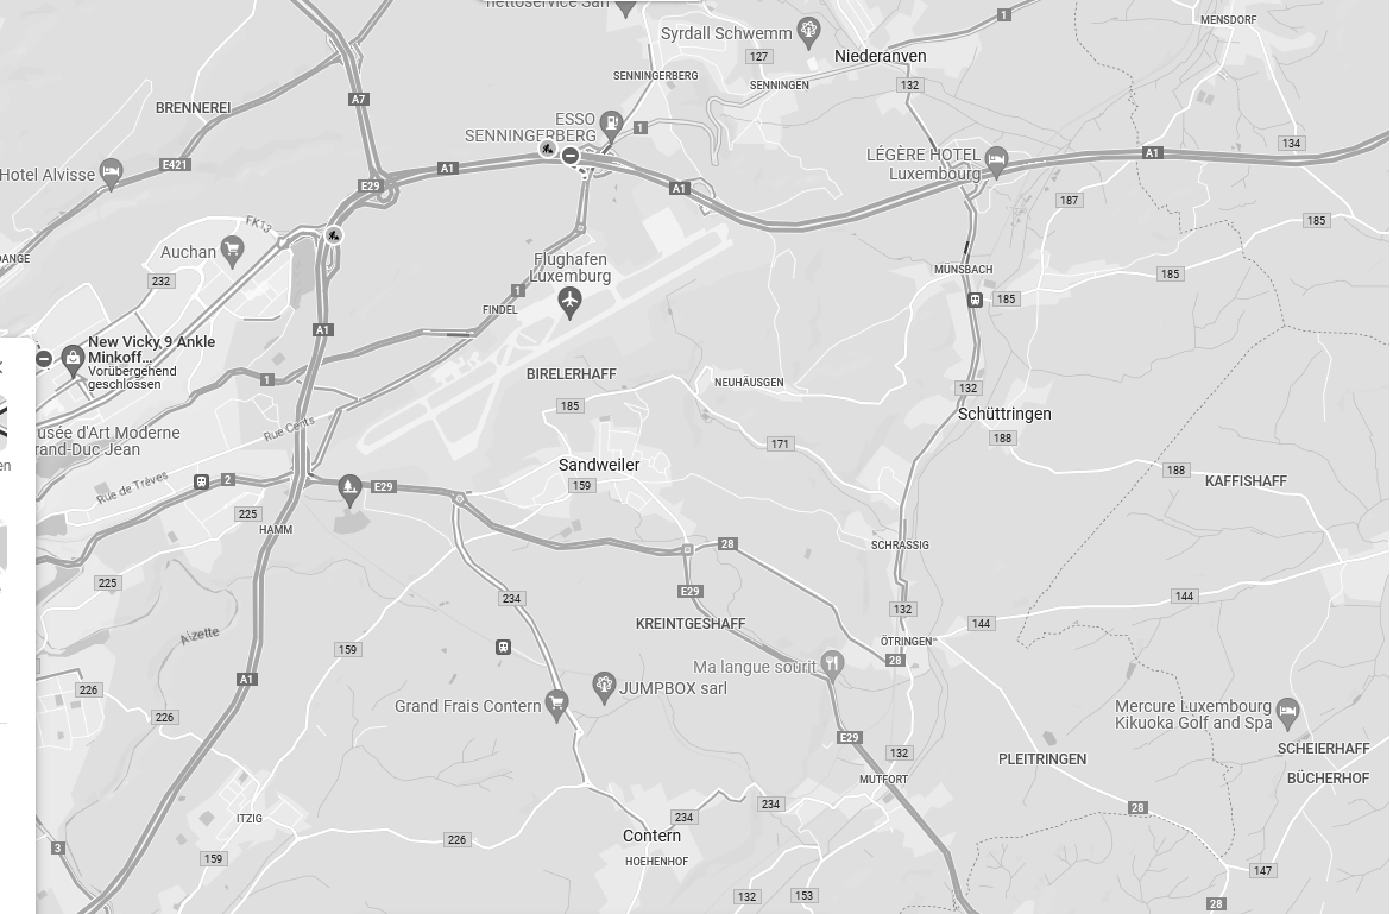 Syrdall Schwemm
1
MENSDORF
127
Niederanven
SENNINGERBERG
SENNINGEN
132
A7
BRENNEREI
ESSO
SENNINGERBERG
1
134
E421
A1
LÉGÈRE HOTEL
Luxembourg
A1
Hotel Alvisse
E29
A1
187
FK13
185
Auchan
Flughafen
Luxemburg
MÜNSBACH
185
232
1
185
FINDEL
A1
New Vicky,9 Ankle
Minkoff...
Vorübergehend
geschlossen
BIRELERHAFF
NEUHÄUSGEN
1
132
185
Schüttringen
Rue Cents
usée d'Art Moderne
rand-Duc Jean
171
188
Sandweiler
188
KAFFISHAFF
Rue de Trèves
2
E29
159
225
HAMM
28
SCHRASSIG
225
E29
234
144
132
KREINTGESHAFF
144
Alzette
ÖTRINGEN
159
28
Ma langue sourit
A1
226
JUMPBOX sarl
Grand Frais Contern
Mercure Luxembourg
Kikuoka Golf and Spa
226
E29
SCHEIERHAFF
132
PLEITRINGEN
MUTFORT
BÜCHERHOF
234
28
ITZIG
234
Contern
226
3
159
HOEHENHOF
147
132
153
28